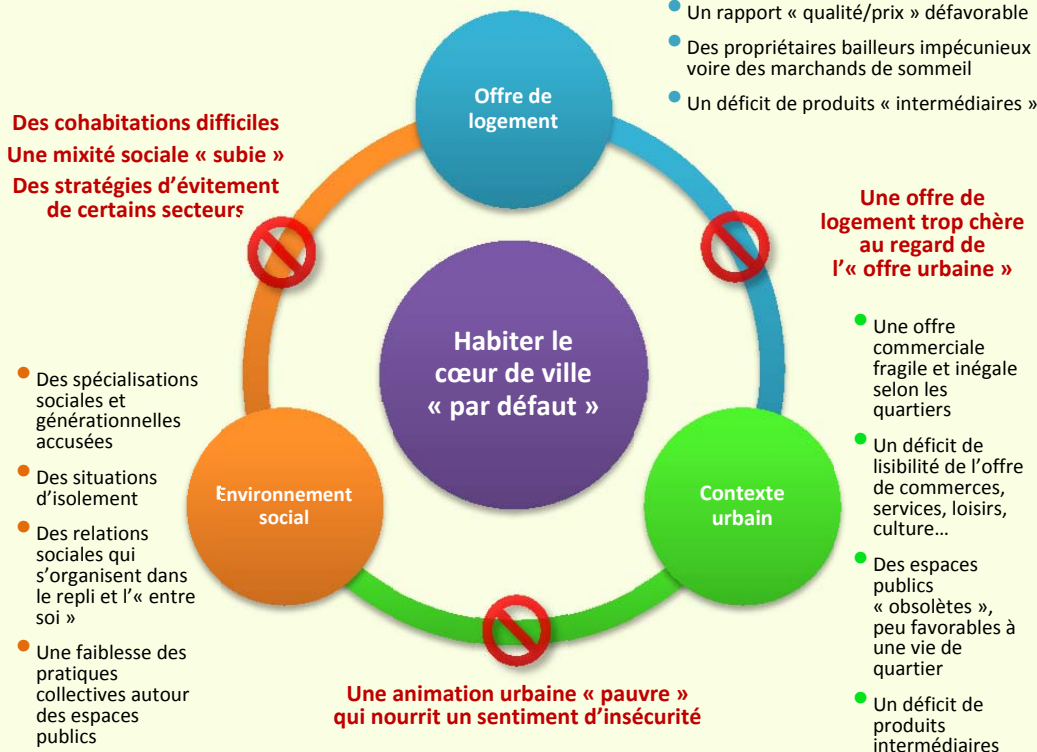 Un rapport « qualité/prix » défavorable
Des propriétaires bailleurs impécunieux
voire des marchands de sommeil
Un déficit de produits « intermédiaires »
Offre de
logement
Des cohabitations difficiles
Une mixité sociale « subie »
Des stratégies d’évitement
de certains secteurs
Une offre de
logement trop chère
au regard de
l’« offre urbaine »
Habiter le
cœur de ville
« par défaut »
Des spécialisations
sociales et
générationnelles
accusées
Des situations
d’isolement
Des relations
sociales qui
s’organisent dans
le repli et l’« entre
soi »
Une faiblesse des
pratiques
collectives autour
des espaces
publics
Environnement
social
Contexte
urbain
Une offre
commerciale
fragile et inégale
selon les
quartiers
Un déficit de
lisibilité de l’offre
de commerces,
services, loisirs,
culture…
Des espaces
publics
« obsolètes »,
peu favorables à
une vie de
quartier
Un déficit de
produits
intermédiaires
Une animation urbaine « pauvre »
qui nourrit un sentiment d’insécurité